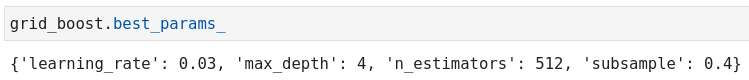 grid_boost.best_params_
{'learning_rate': 0.03, 'max_depth': 4, 'n_estimators': 512, 'subsample': 0.4}